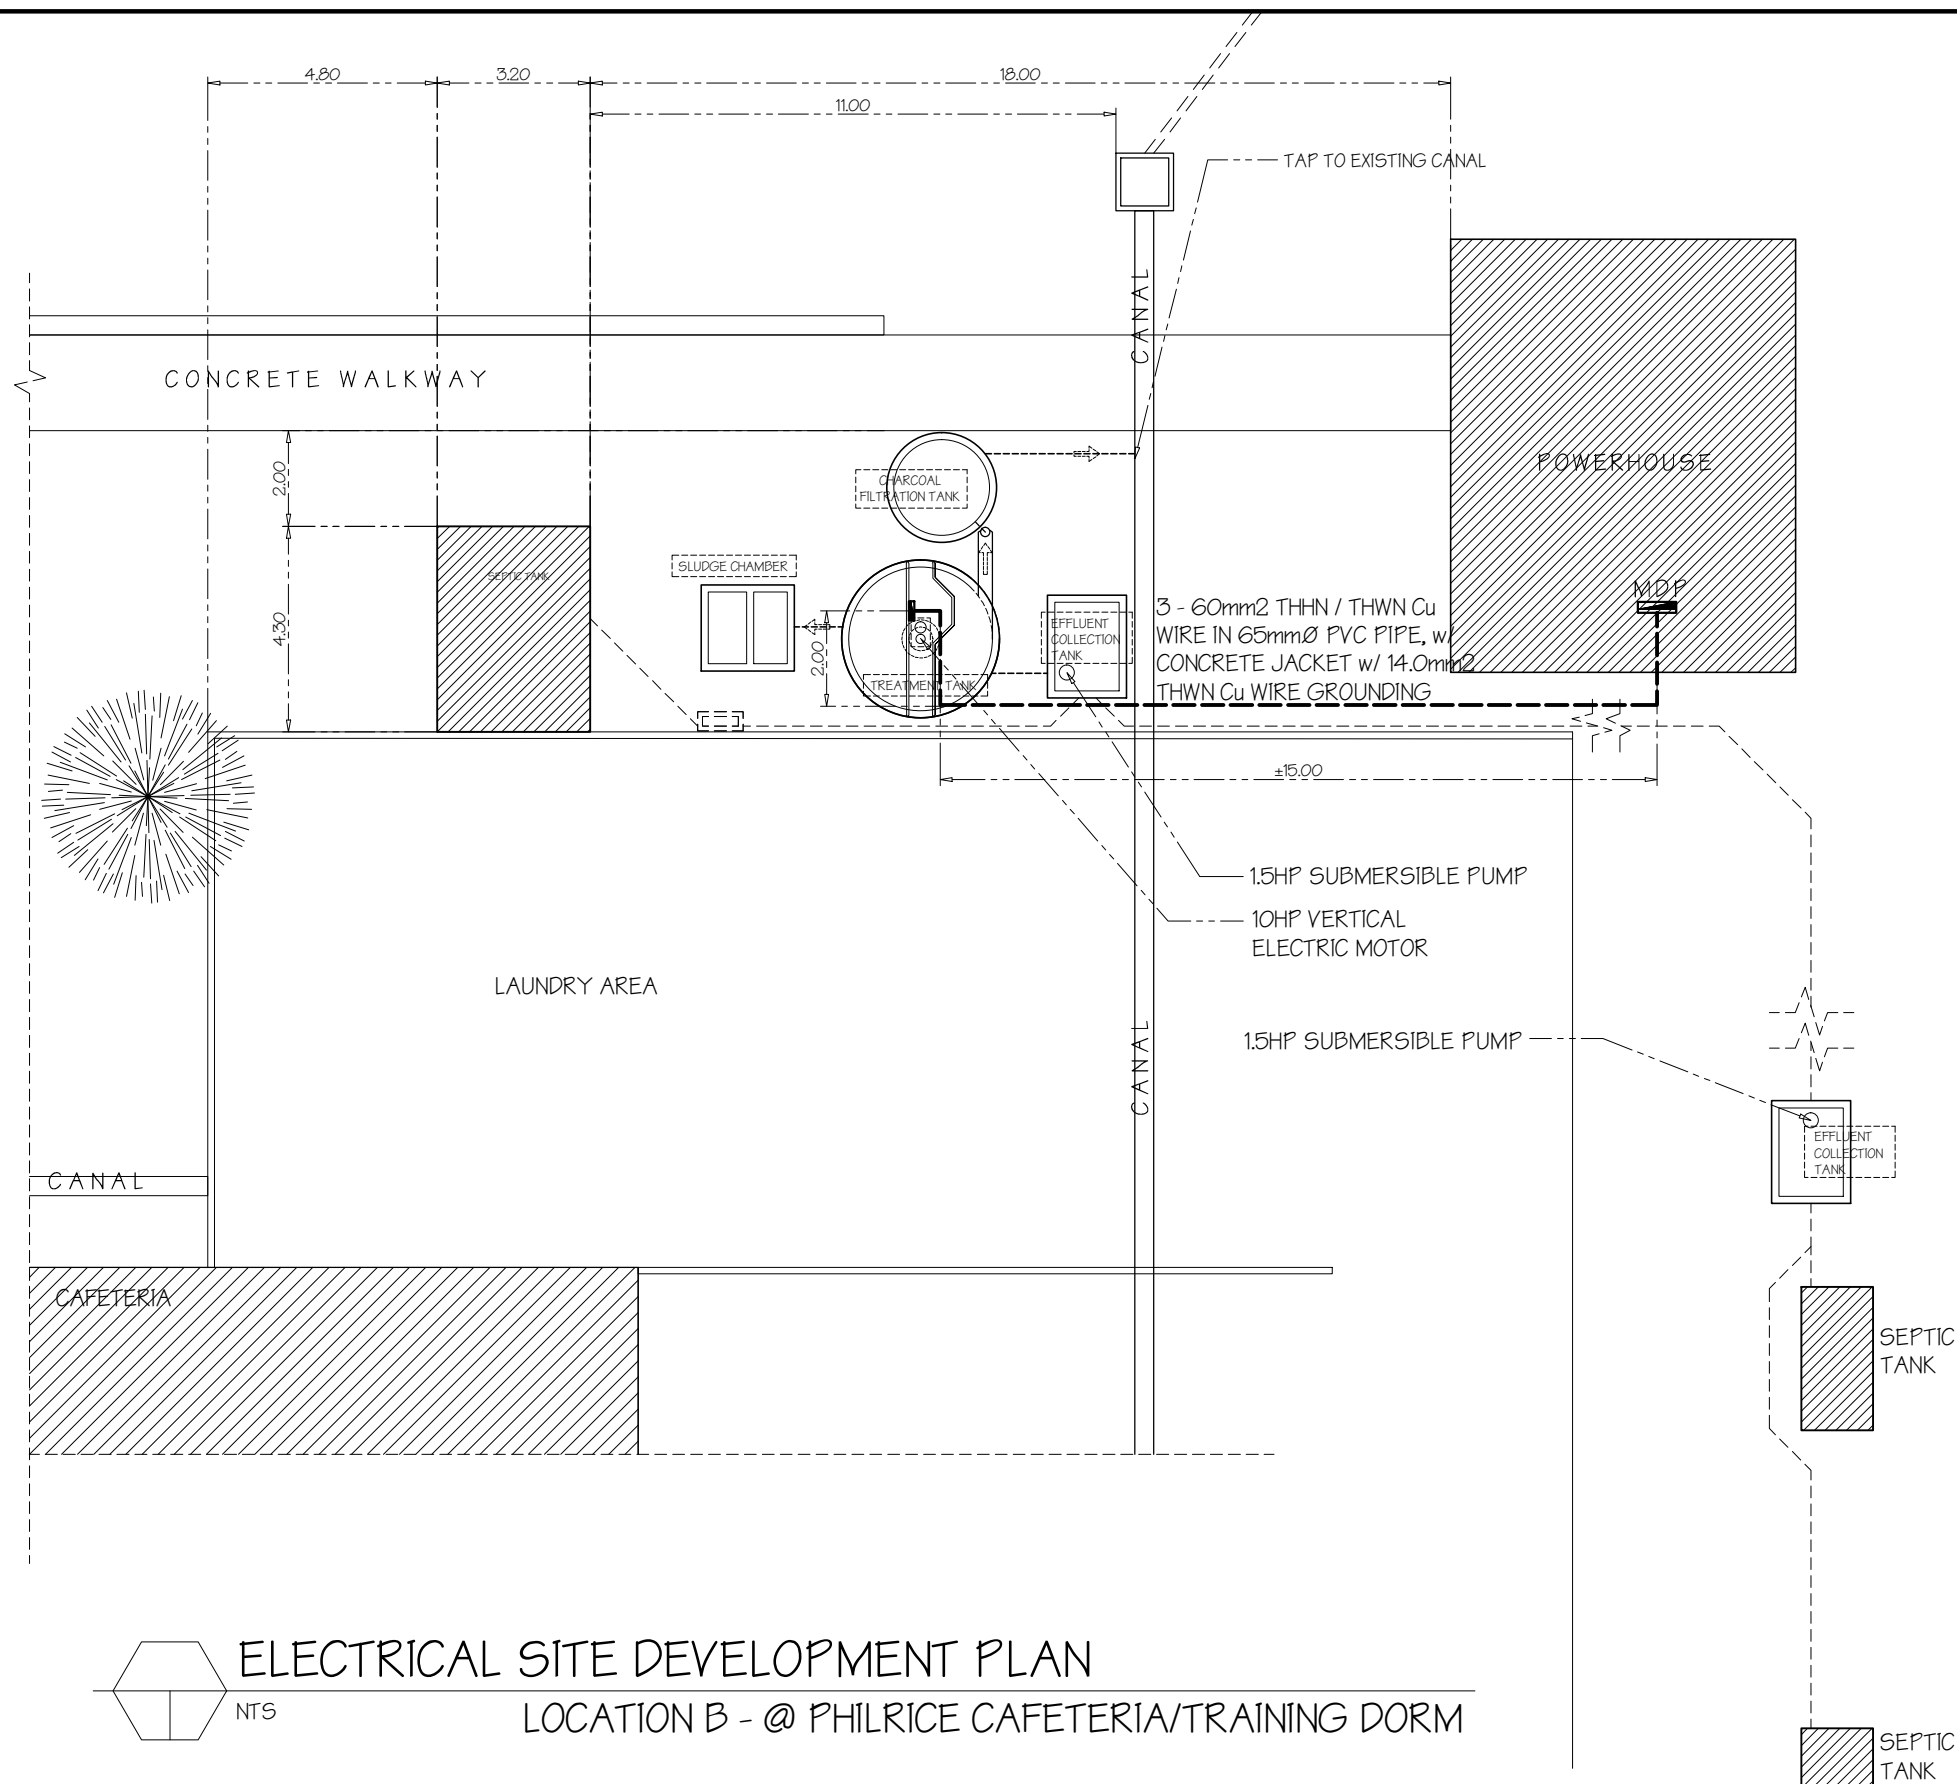 4.80
3.20
18.00
11.00
TAP TO EXISTING CANAL
CANAL
CONCRETE WALKWAY
POWERHOUSE
2.00
CHARCOAL
FILTRATION TANK
SLUDGE CHAMBER
SEPTIC TANK
4.30
2.00
TREATMENT TANK
EFFLUENT
COLLECTION
TANK
MDP
3 - 60mm2 THHN / THWN Cu
WIRE IN 65mmØ PVC PIPE, w/
CONCRETE JACKET w/ 14.0mm2
THWN Cu WIRE GROUNDING
±15.00
1.5HP SUBMERSIBLE PUMP
10HP VERTICAL
ELECTRIC MOTOR
LAUNDRY AREA
1.5HP SUBMERSIBLE PUMP
CANAL
EFFLUENT
COLLECTION
TANK
CANAL
CAFETERIA
SEPTIC
TANK
ELECTRICAL SITE DEVELOPMENT PLAN
NTS
LOCATION B - @ PHILRICE CAFETERIA/TRAINING DORM
SEPTIC
TANK